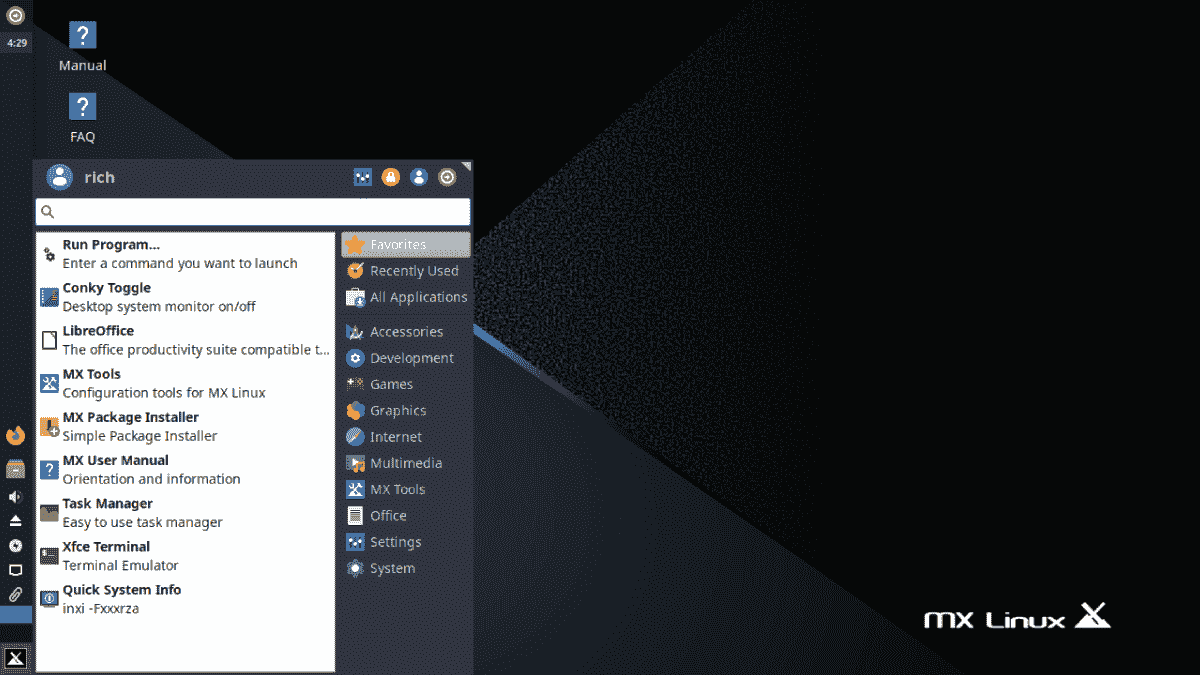 4:29
Manual
FAQ
rich
Run Program...
Enter a command you want to launch
Conky Toggle
Desktop system monitor on/off
LibreOffice
The office productivity suite compatible t...
MX Tools
Configuration tools for MX Linux
MX Package Installer
Simple Package Installer
MX User Manual
Orientation and information
Task Manager
Easy to use task manager
Xfce Terminal
Terminal Emulator
Quick System Info
inxi -Fxxxrza
Favorites
Recently Used
All Applications
Accessories
Development
Games
Graphics
Internet
Multimedia
MX Tools
Office
Settings
System
MX Linux